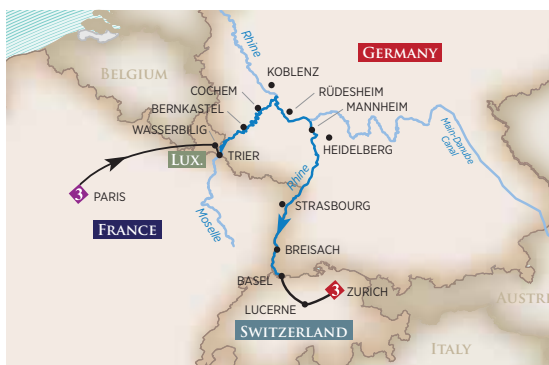 Rhine
GERMANY
BELGIUM
KOBLENZ
COCHEM
RÜDESHEIM
BERNKASTEL
MANNHEIM
WASSERBILIG
HEIDELBERG
Main-Danube
Canal
LUX.
TRIER
Rhine
3
PARIS
Moselle
STRASBOURG
FRANCE
BREISACH
BASEL
3
ZURICH
LUCERNE
AUSTR
SWITZERLAND
ITALY